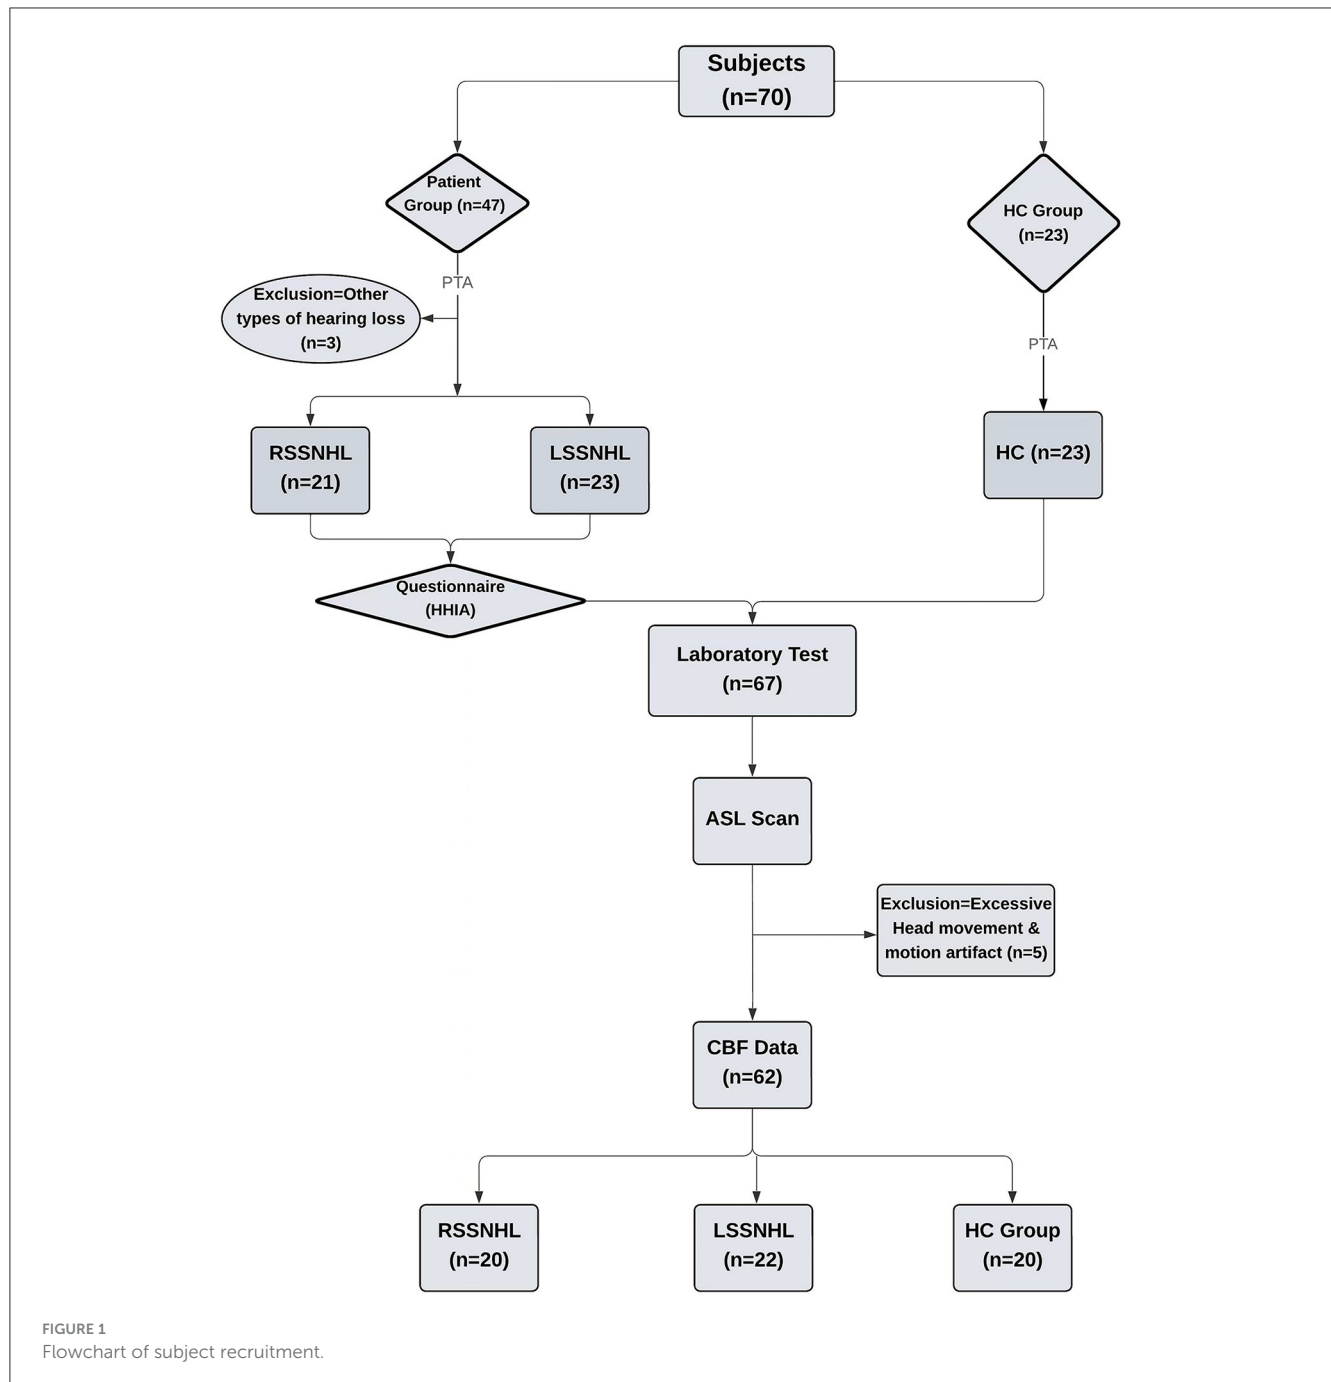 Subjects
(n=70)
Patient
Group (n=47)
HC Group
(n=23)
PTA
Exclusion=Other
types of hearing loss
(n=3)
PTA
RSSNHL
(n=21)
LSSNHL
(n=23)
HC (n=23)
Questionnaire
(HHIA)
Laboratory Test
(n=67)
ASL Scan
Exclusion=Excessive
Head movement &
motion artifact (n=5)
CBF Data
(n=62)
RSSNHL
(n=20)
LSSNHL
(n=22)
HC Group
(n=20)
FIGURE 1
Flowchart of subject recruitment.